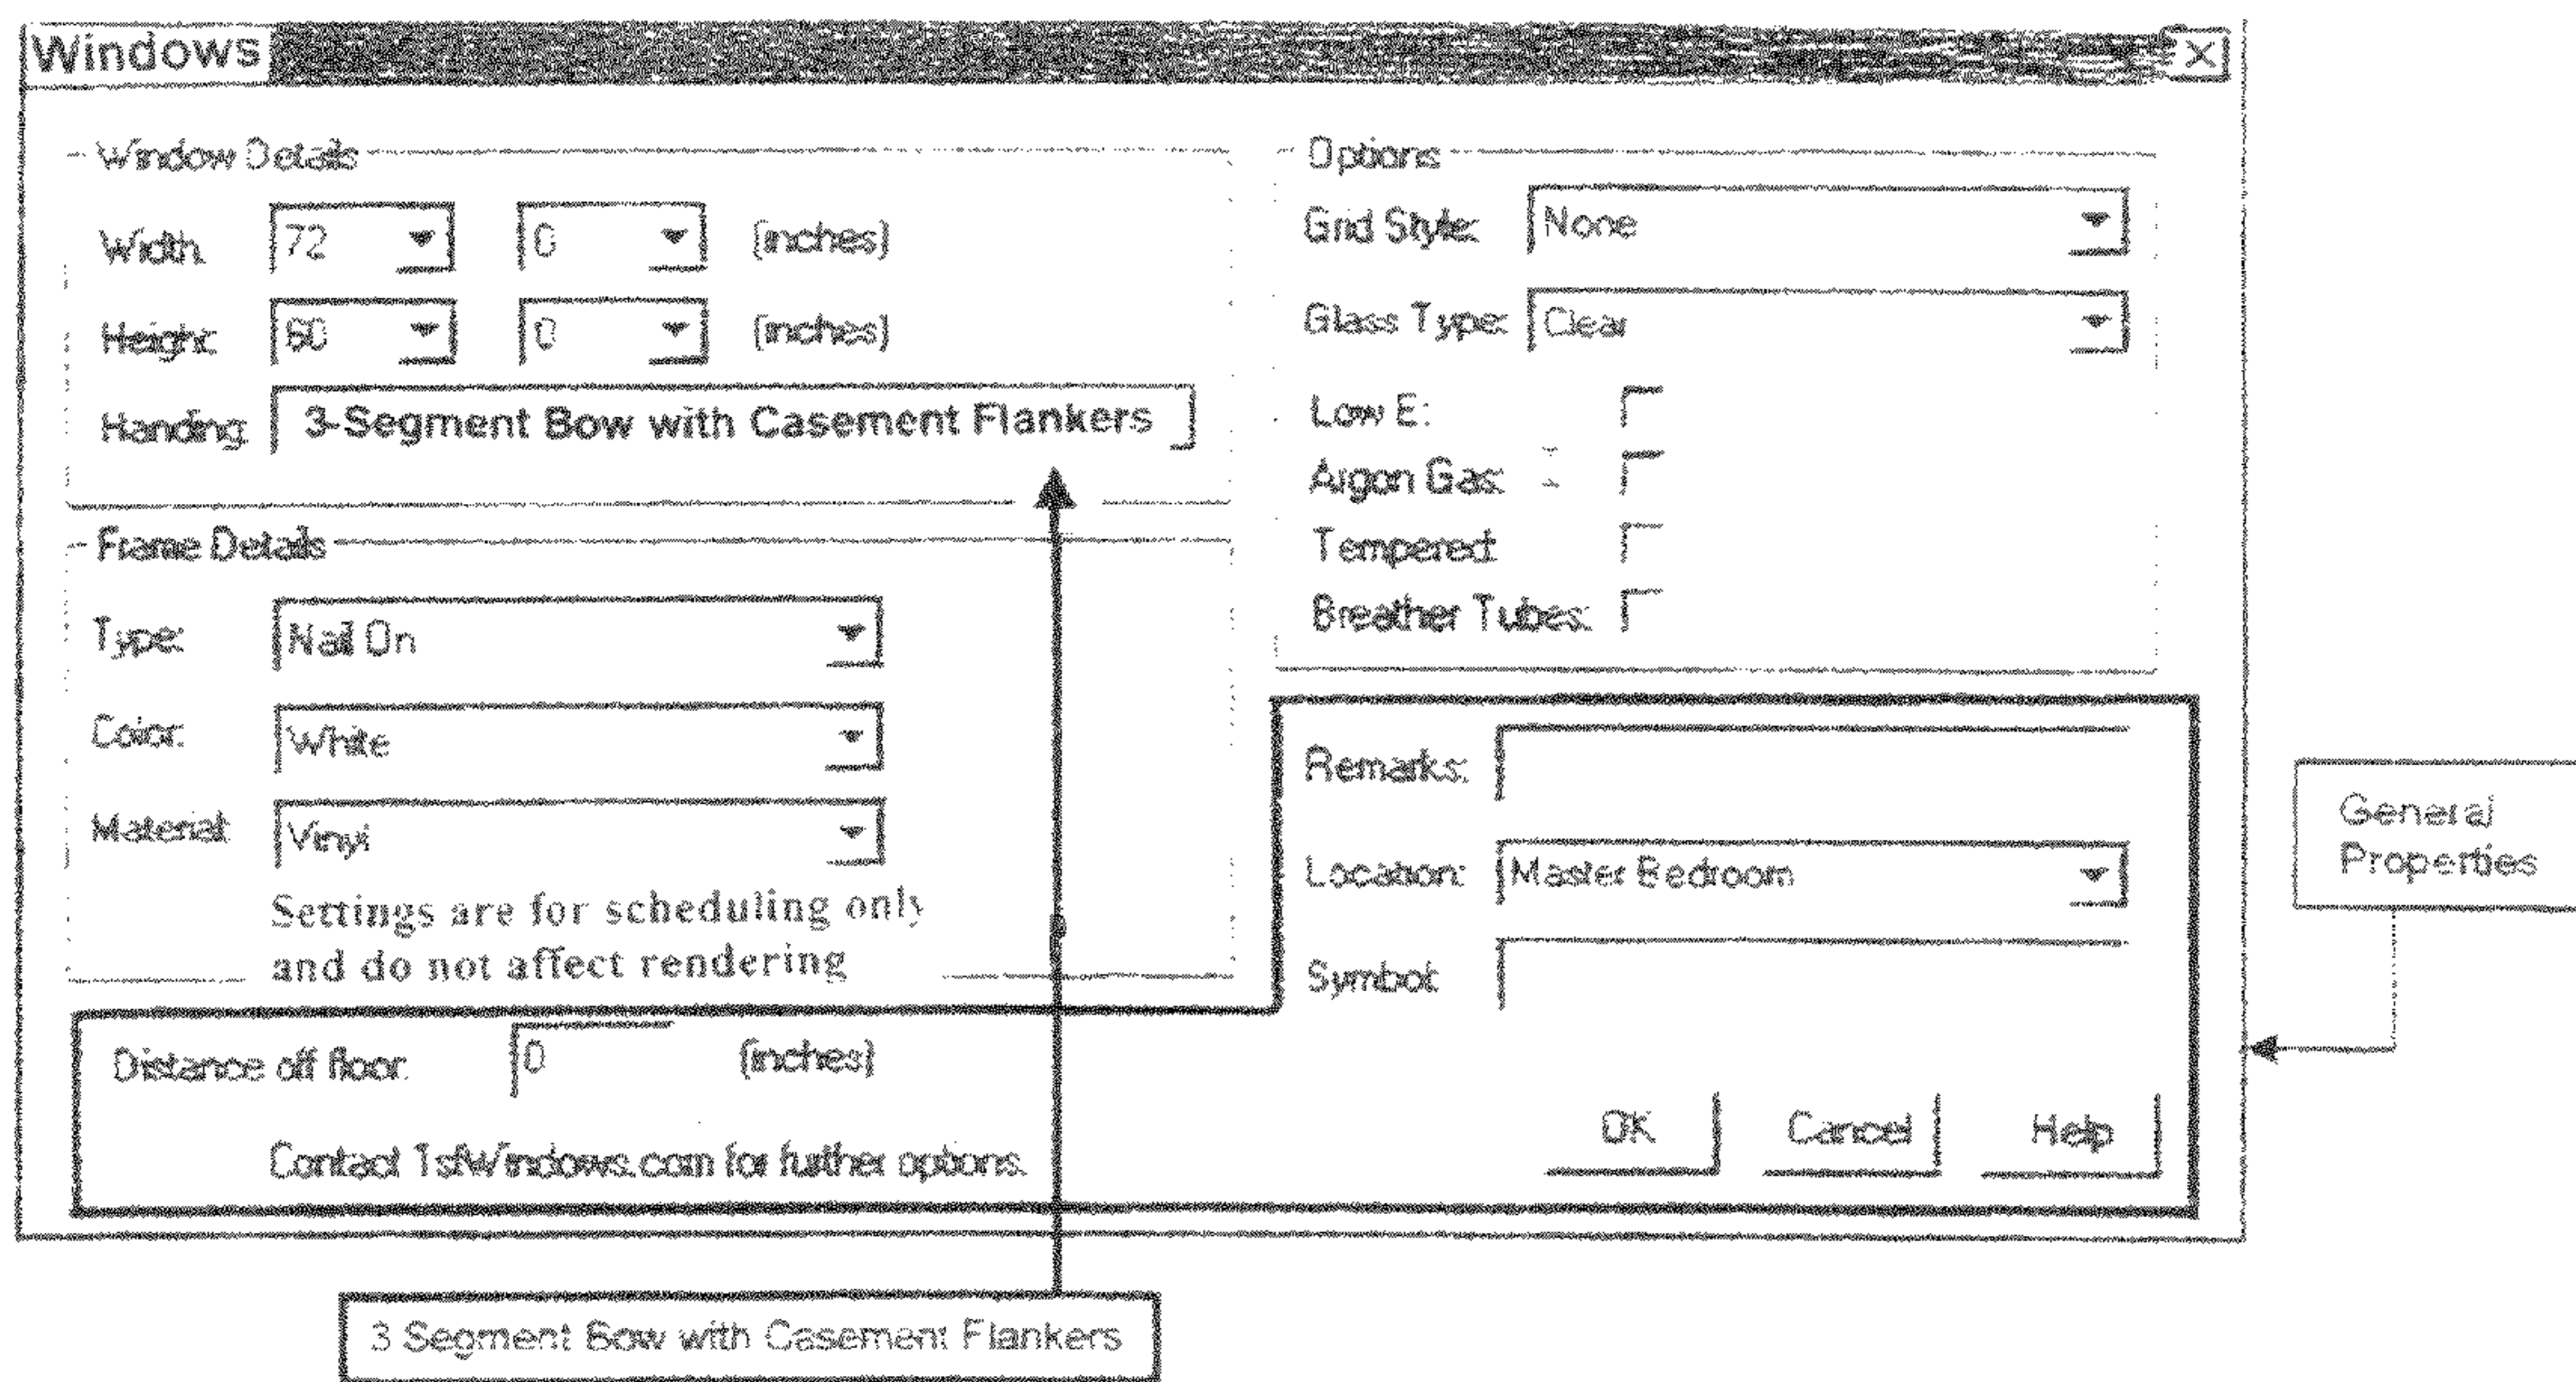 Windows
Window Details
Width: 72 0 (inches)
Height: 60 0 (inches)
Handing: 3-Segment Bow with Casement Flankers
Frame Details
Type: Nail On
Color: White
Material: Vinyl
Settings are for scheduling only
and do not affect rendering
Distance off floor: 0 (inches)
Contact 1stWindows.com for further options.
Options
Grid Style: None
Glass Type: Clear
Low E:
Argon Gas:
Tempered:
Breather Tubes:
Remarks:
Location: Master Bedroom
Symbol:
OK Cancel Help
General
Properties
3 Segment Bow with Casement Flankers